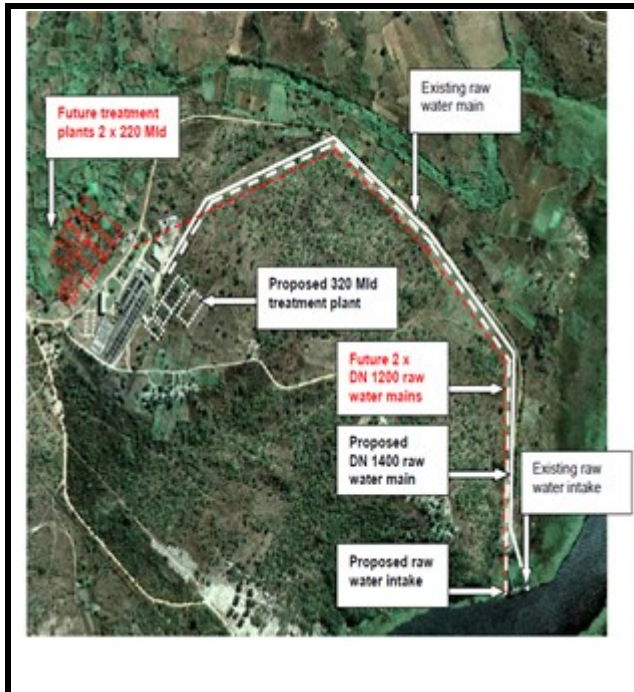 Existing raw
water main
Future treatment
plants 2 x 220 Mld
Proposed 320 Mld
treatment plant
Future 2 x
DN 1200 raw
water mains
Proposed
DN 1400 raw
water main
Existing raw
water intake
Proposed raw
water intake